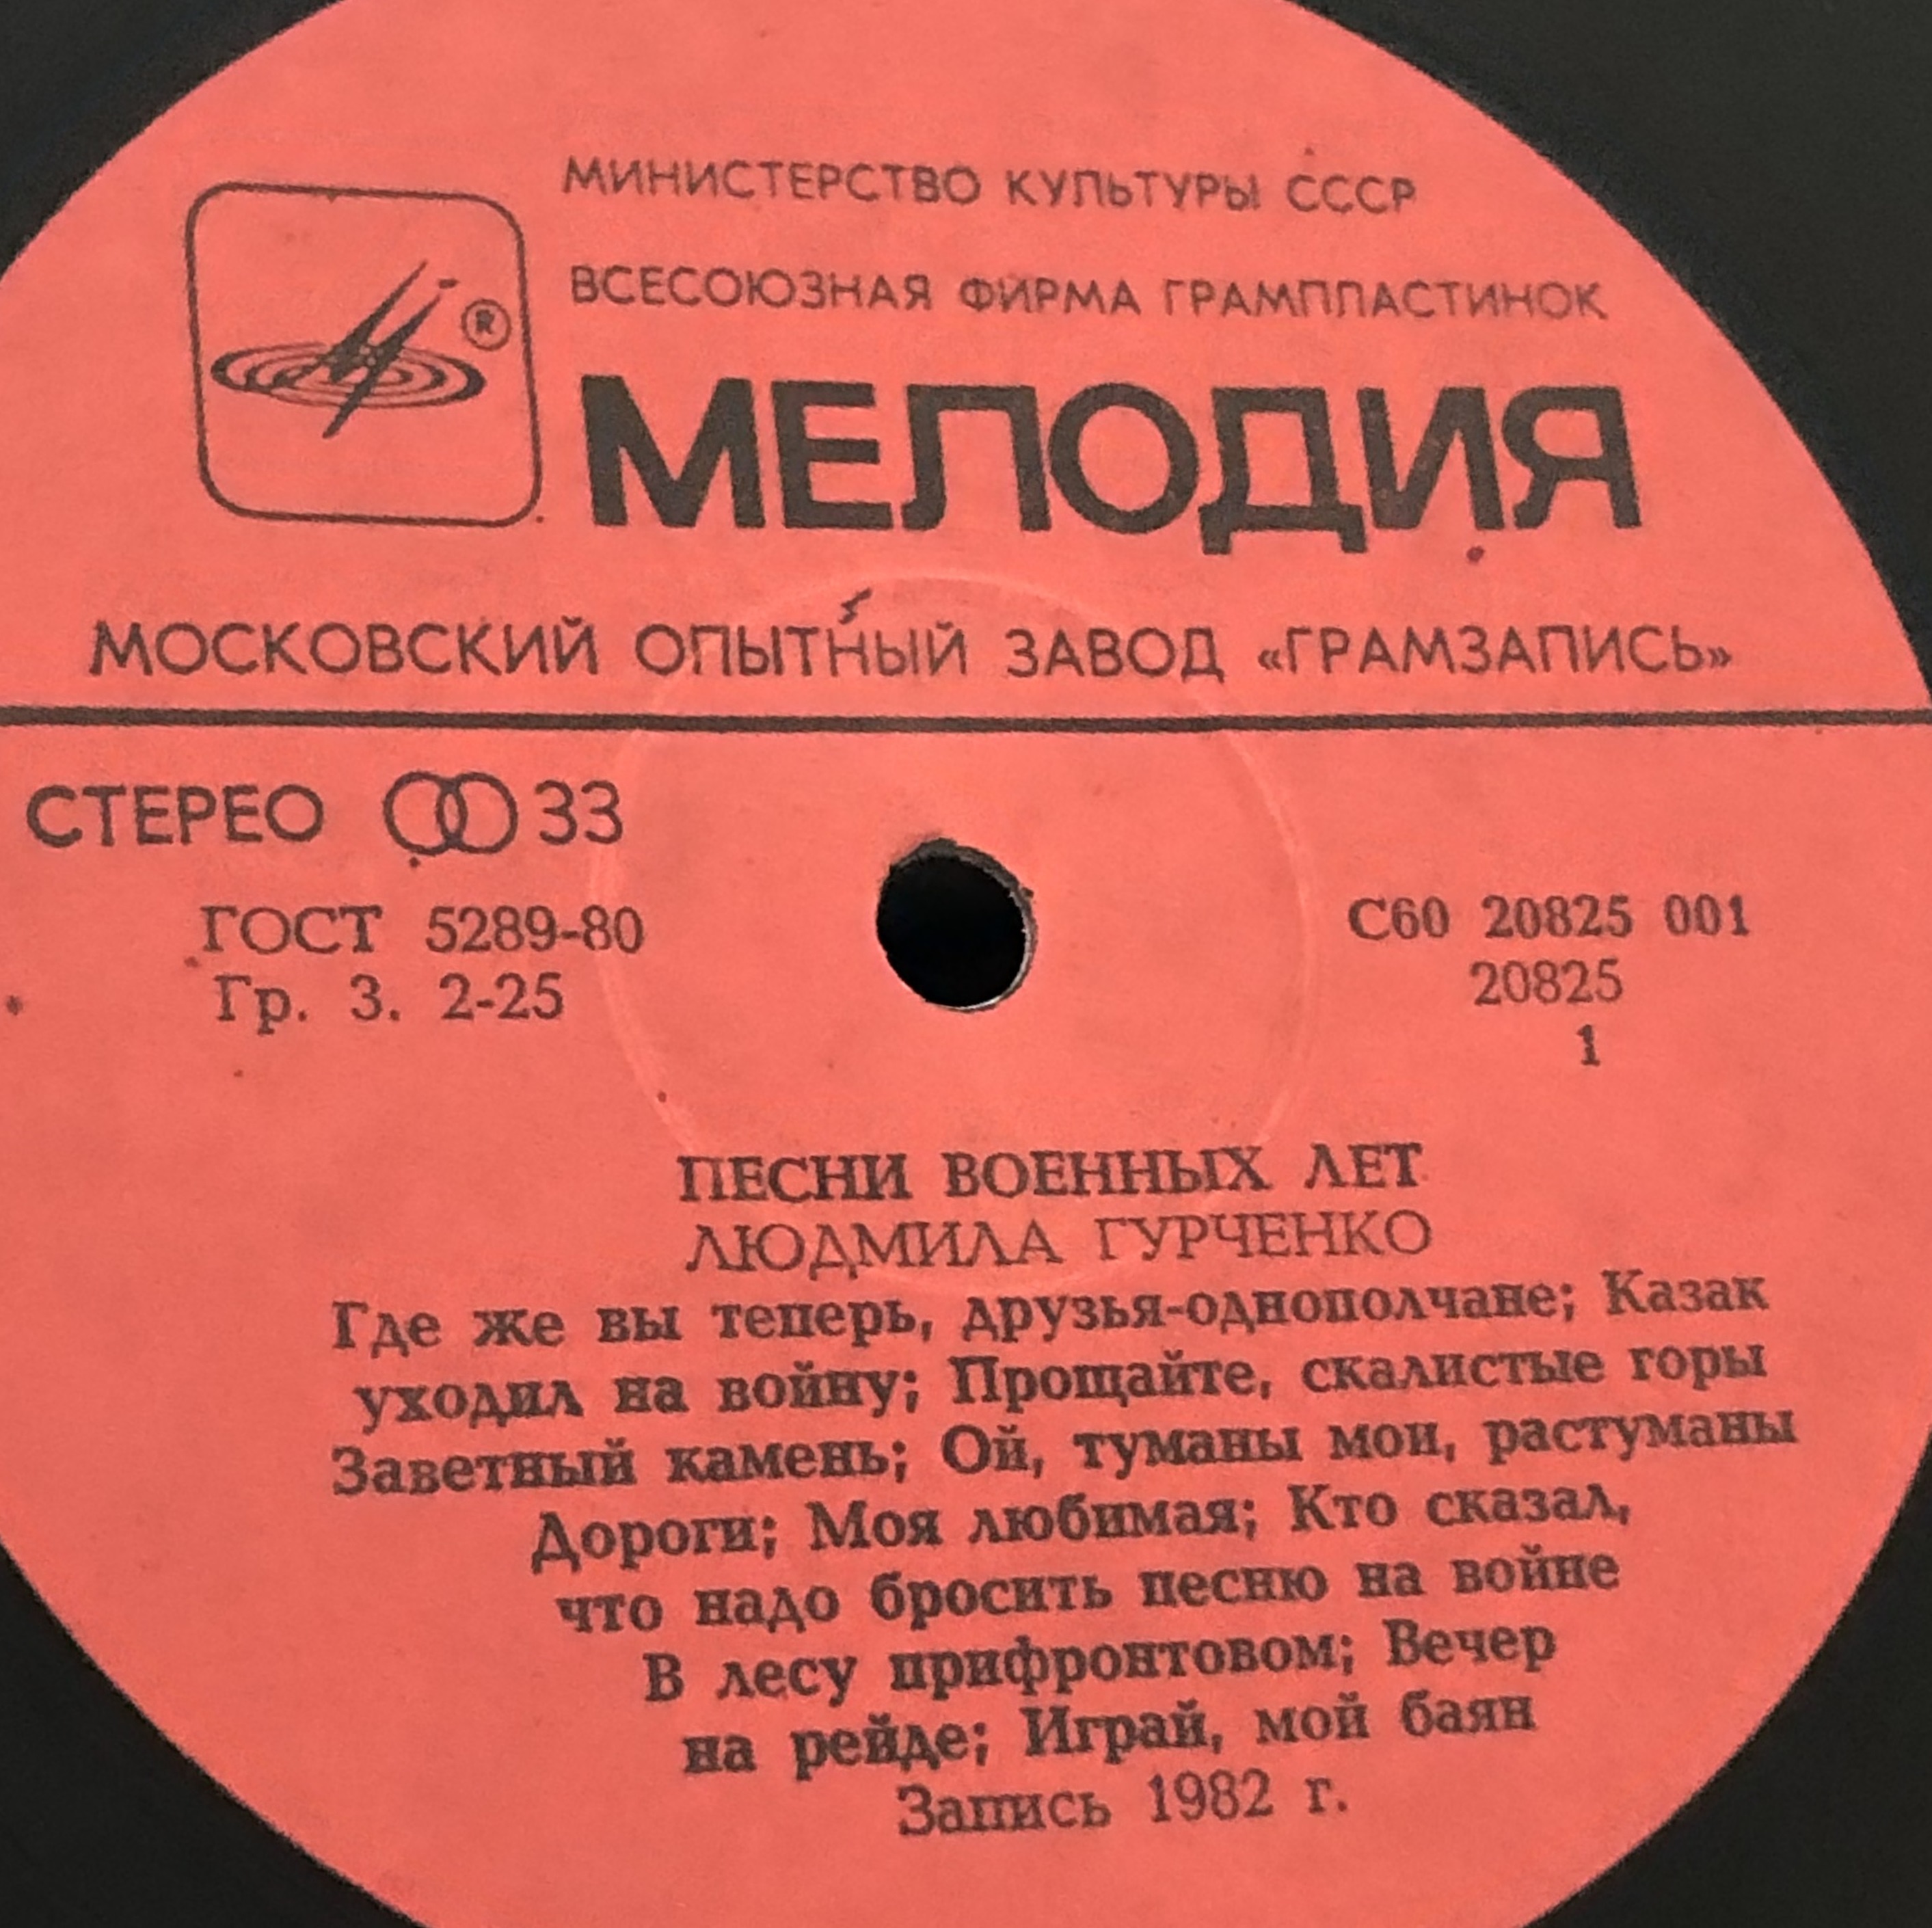 МИНИСТЕРСТВО КУЛЬТУРЫ СССР
ВСЕСОЮЗНАЯ ФИРМА ГРАМПЛАСТИНОК
®
МЕЛОДИЯ
МОСКОВСКИЙ ОПЫТНЫЙ ЗАВОД «ГРАМЗАПИСЬ»
СТЕРЕО 33
ГОСТ 5289-80
Гр. 3. 2-25
С60 20825 001
20825
1
ПЕСНИ ВОЕННЫХ ЛЕТ
ЛЮДМИЛА ГУРЧЕНКО
Где же вы теперь, друзья-однополчане; Казак
уходил на войну; Прощайте, скалистые горы
Заветный камень; Ой, туманы мои, растуманы
Дороги; Моя любимая; Кто сказал,
что надо бросить песню на войне
В лесу прифронтовом; Вечер
на рейде; Играй, мой баян
Запись 1982 г.